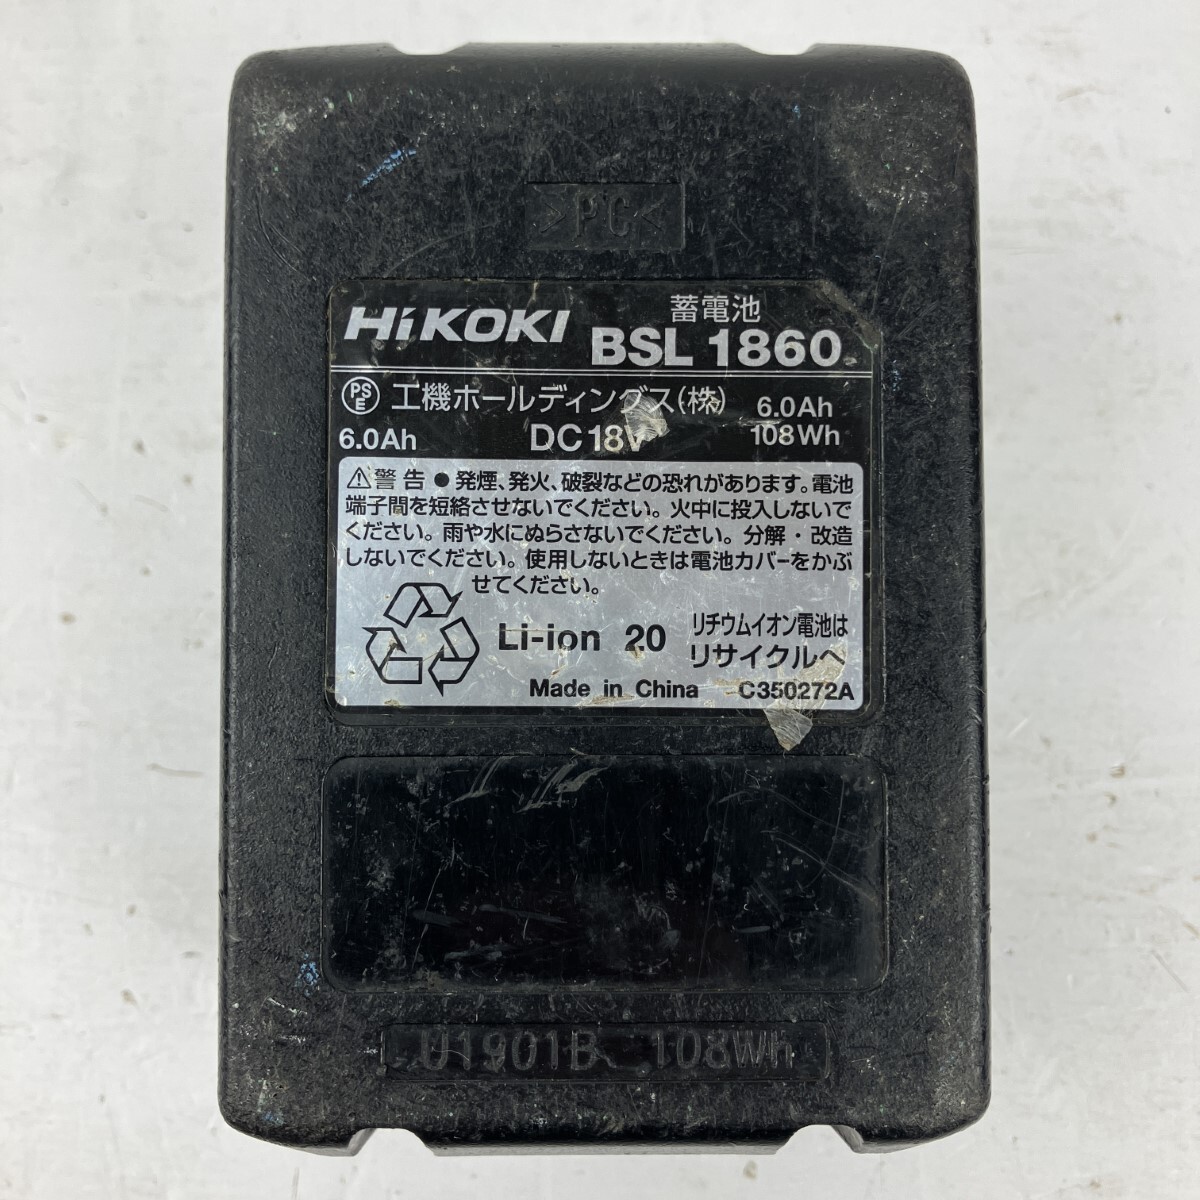 >PC<
HiKOKI 蓄電池 BSL 1860
PSE 工機ホールディングス(株) 6.0Ah
6.0Ah DC18V 108Wh
⚠警告 ● 発煙、発火、破裂などの恐れがあります。電池
端子間を短絡させないでください。火中に投入しないで
ください。雨や水にぬらさないでください。分解・改造
しないでください。使用しないときは電池カバーをかぶ
せてください。
Li-ion 20 リチウムイオン電池は
リサイクルへ
Made in China C350272A
U1901B 108Wh